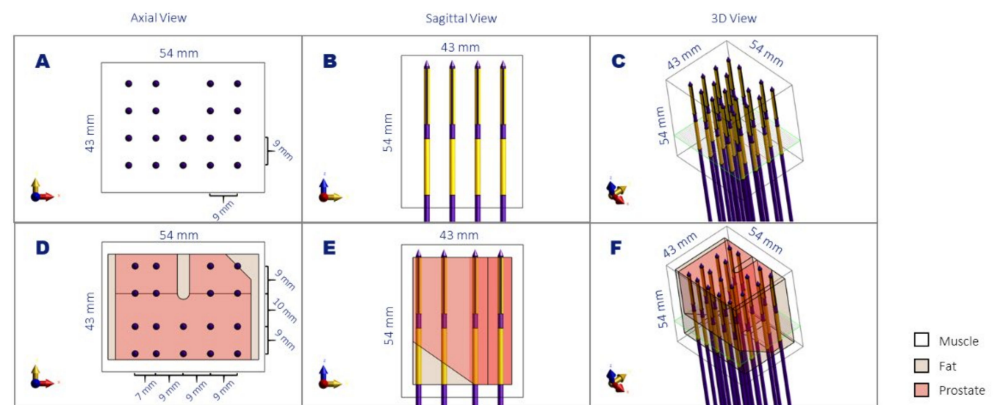 Axial View
Sagittal View
3D View
A
54 mm
43 mm
9 mm
9 mm
B
43 mm
54 mm
C
43 mm
54 mm
54 mm
D
54 mm
43 mm
9 mm
10 mm
9 mm
7 mm
9 mm
9 mm
9 mm
E
43 mm
54 mm
F
43 mm
54 mm
54 mm
Muscle
Fat
Prostate